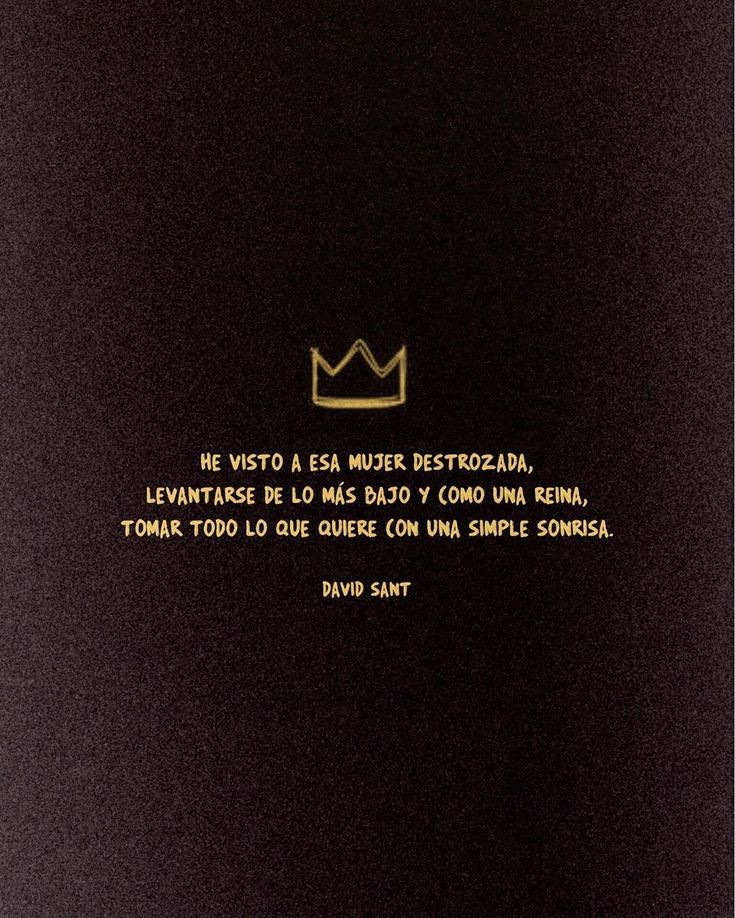 HE VISTO A ESA MUJER DESTROZADA,
LEVANTARSE DE LO MÁS BAJO Y COMO UNA REINA,
TOMAR TODO LO QUE QUIERE CON UNA SIMPLE SONRISA.
DAVID SANT